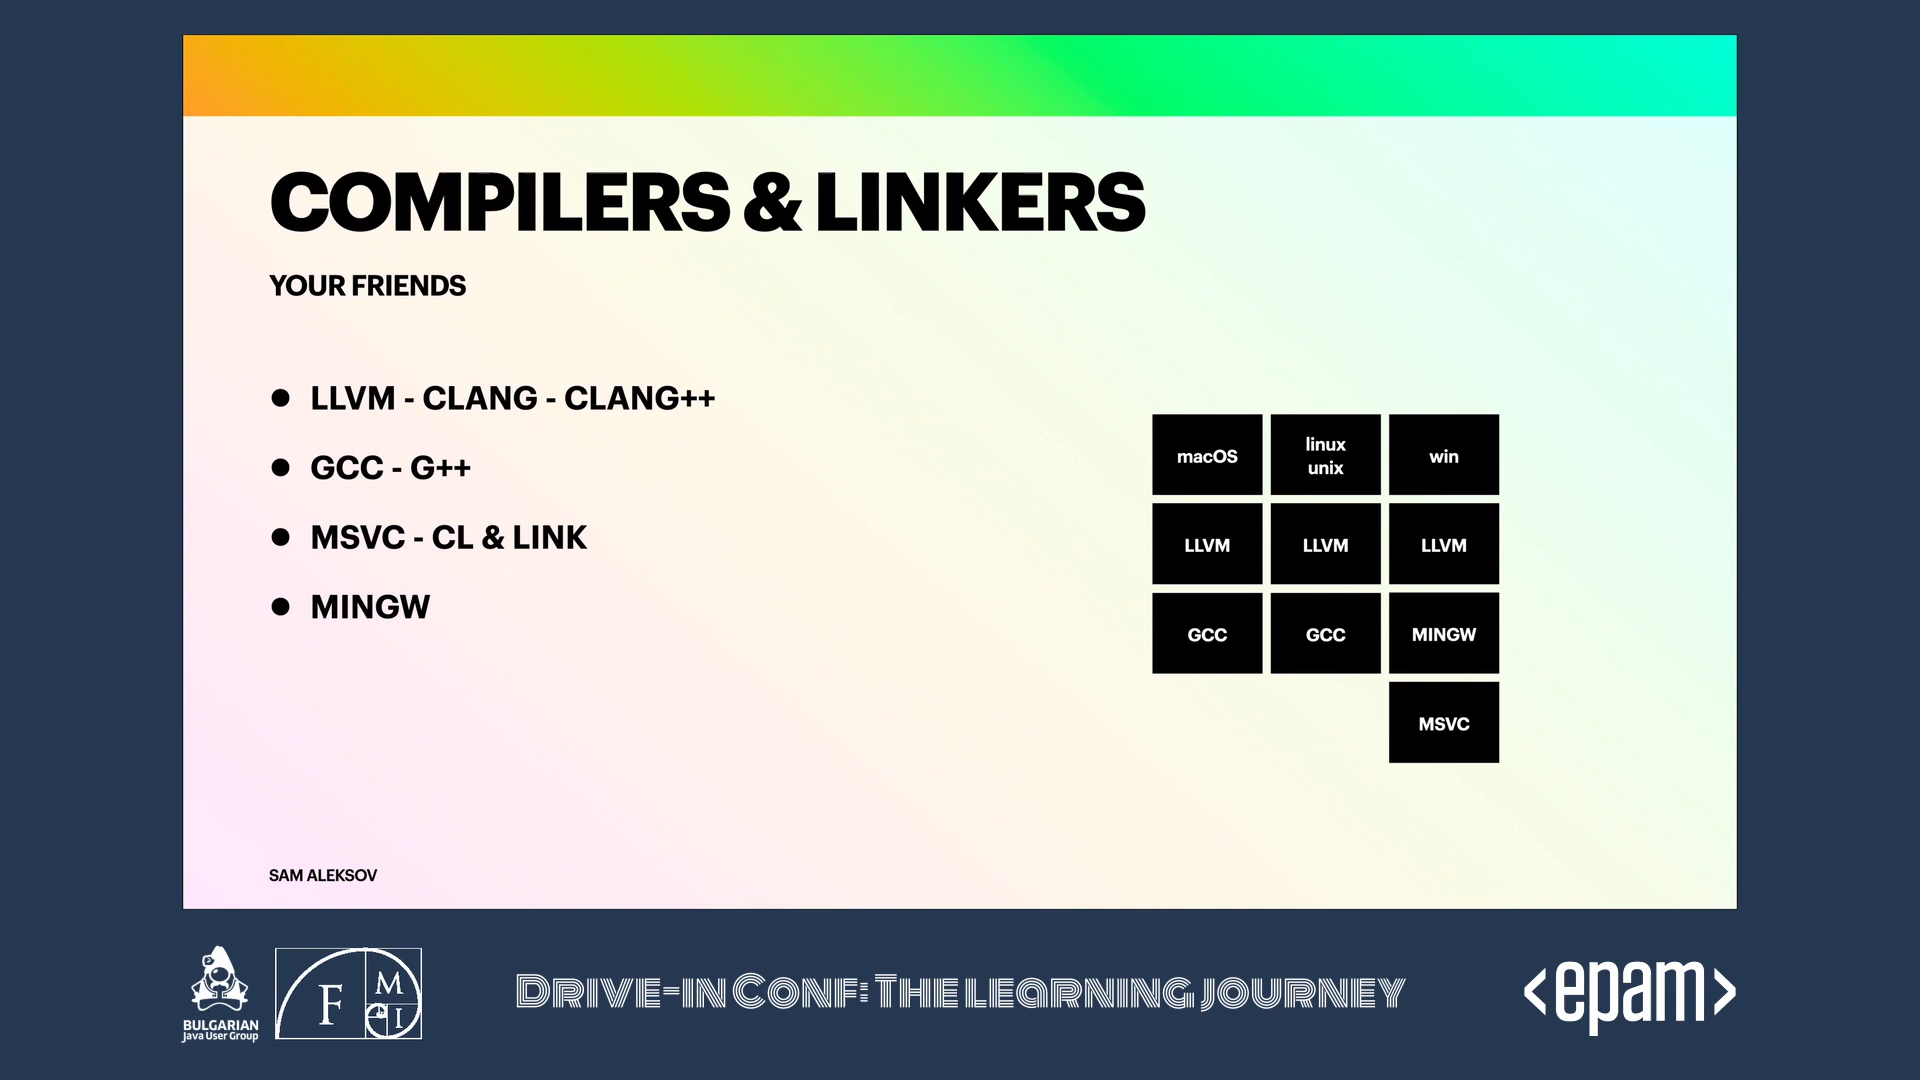 COMPILERS & LINKERS
YOUR FRIENDS
● LLVM - CLANG - CLANG++
● GCC - G++
● MSVC - CL & LINK
● MINGW
macOS
linux
unix
win
LLVM
LLVM
LLVM
GCC
GCC
MINGW
MSVC
SAM ALEKSOV
BULGARIAN
Java User Group
F
M
I
DRIVE-IN CONF: THE LEARNING JOURNEY
<epam>